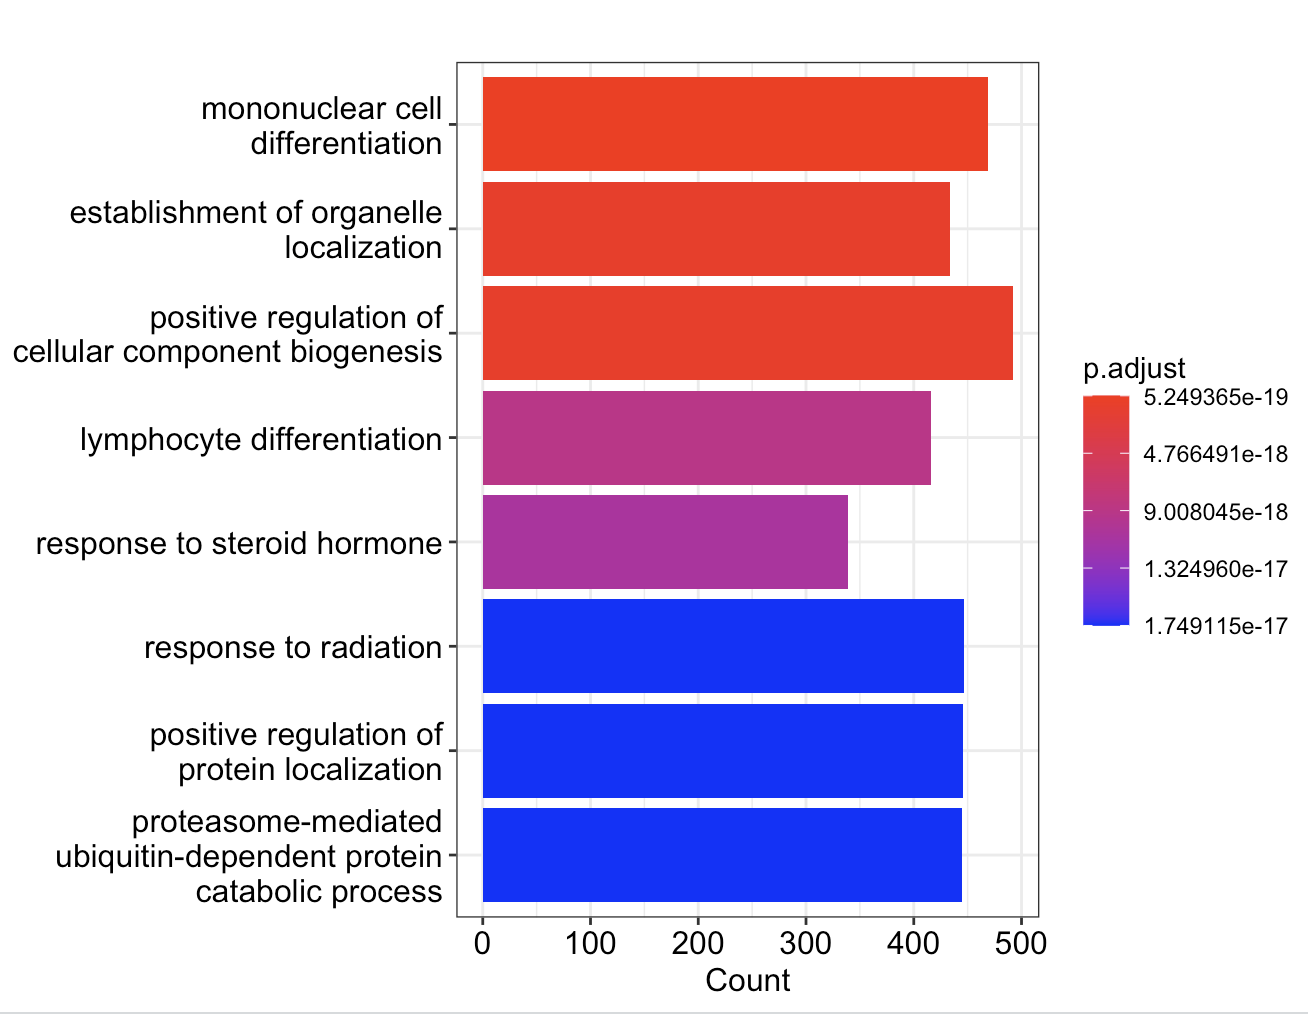 mononuclear cell
differentiation
establishment of organelle
localization
positive regulation of
cellular component biogenesis
lymphocyte differentiation
response to steroid hormone
response to radiation
positive regulation of
protein localization
proteasome-mediated
ubiquitin-dependent protein
catabolic process
0 100 200 300 400 500
Count
p.adjust
5.249365e-19
4.766491e-18
9.008045e-18
1.324960e-17
1.749115e-17